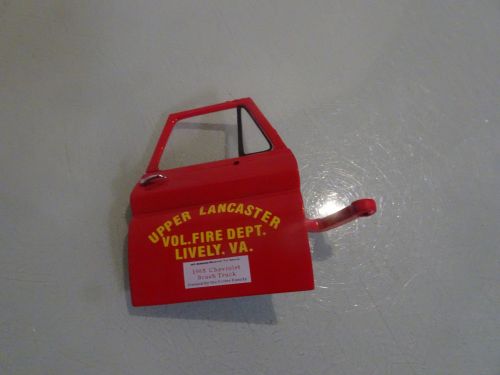 UPPER LANCASTER
VOL. FIRE DEPT.
LIVELY, VA.
1965 Chevrolet
Brush Truck